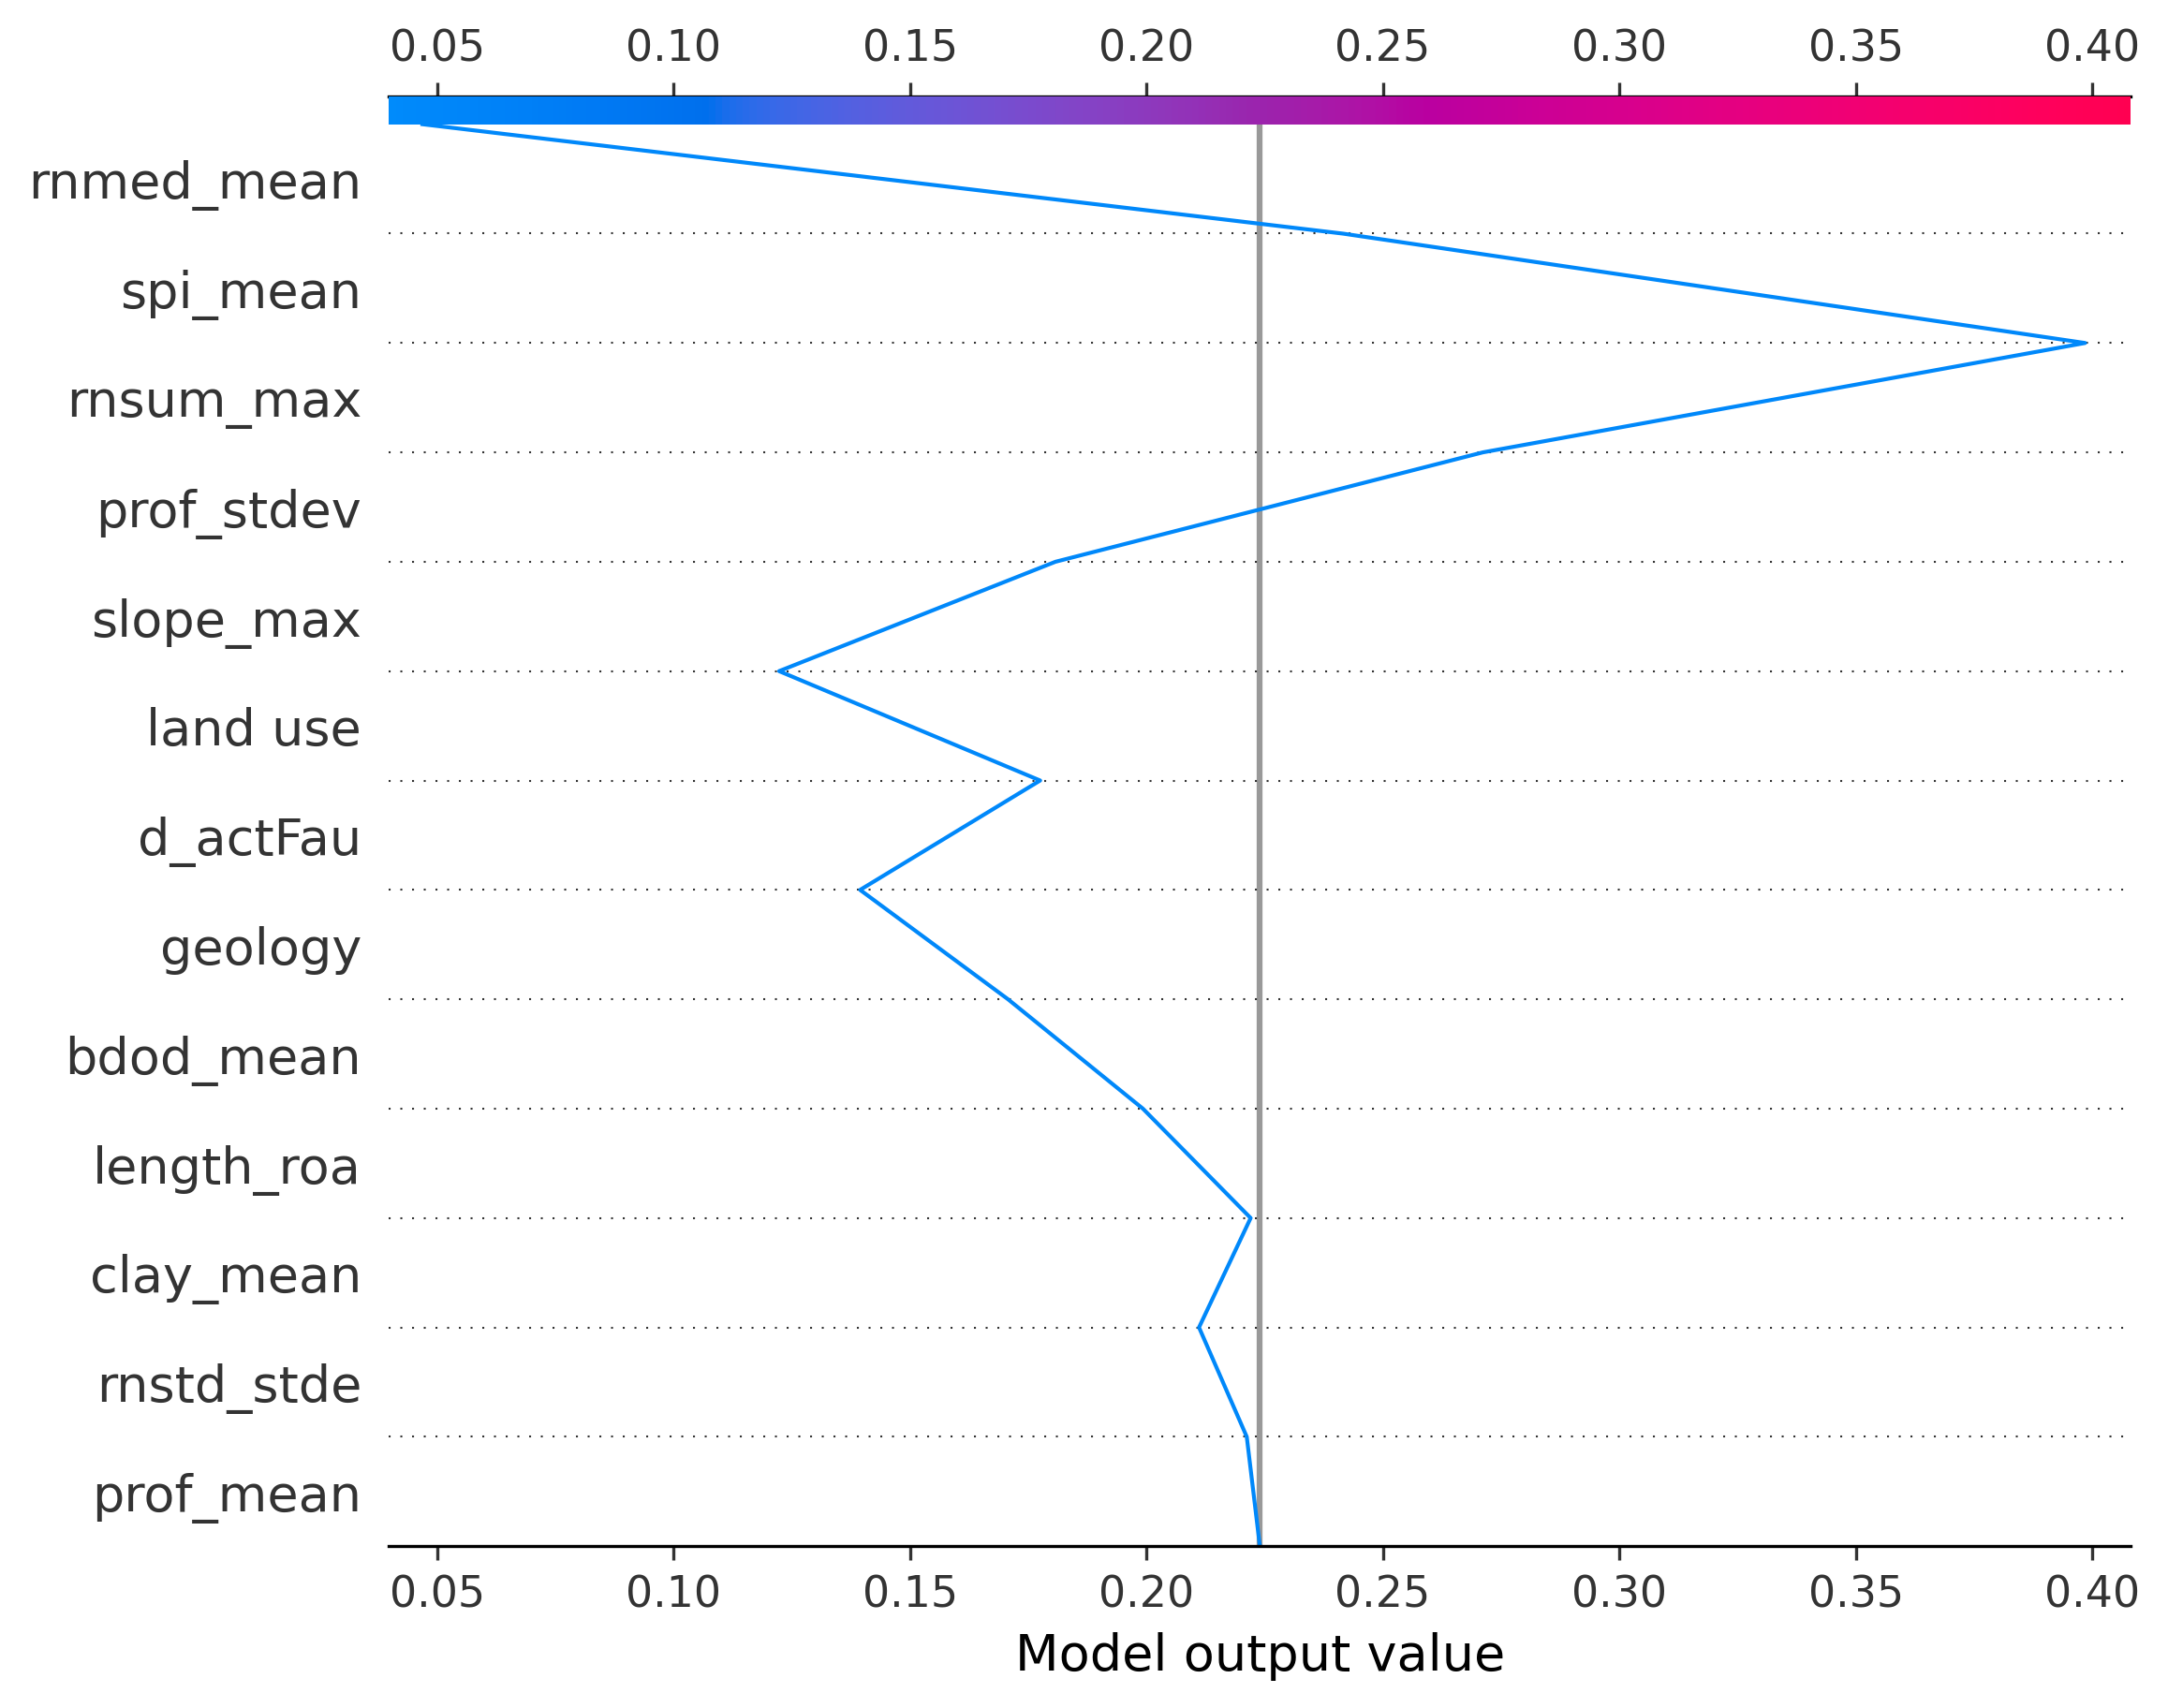 0.05 0.10 0.15 0.20 0.25 0.30 0.35 0.40
rnmed_mean
spi_mean
rnsum_max
prof_stdev
slope_max
land use
d_actFau
geology
bdod_mean
length_roa
clay_mean
rnstd_stde
prof_mean
0.05 0.10 0.15 0.20 0.25 0.30 0.35 0.40
Model output value